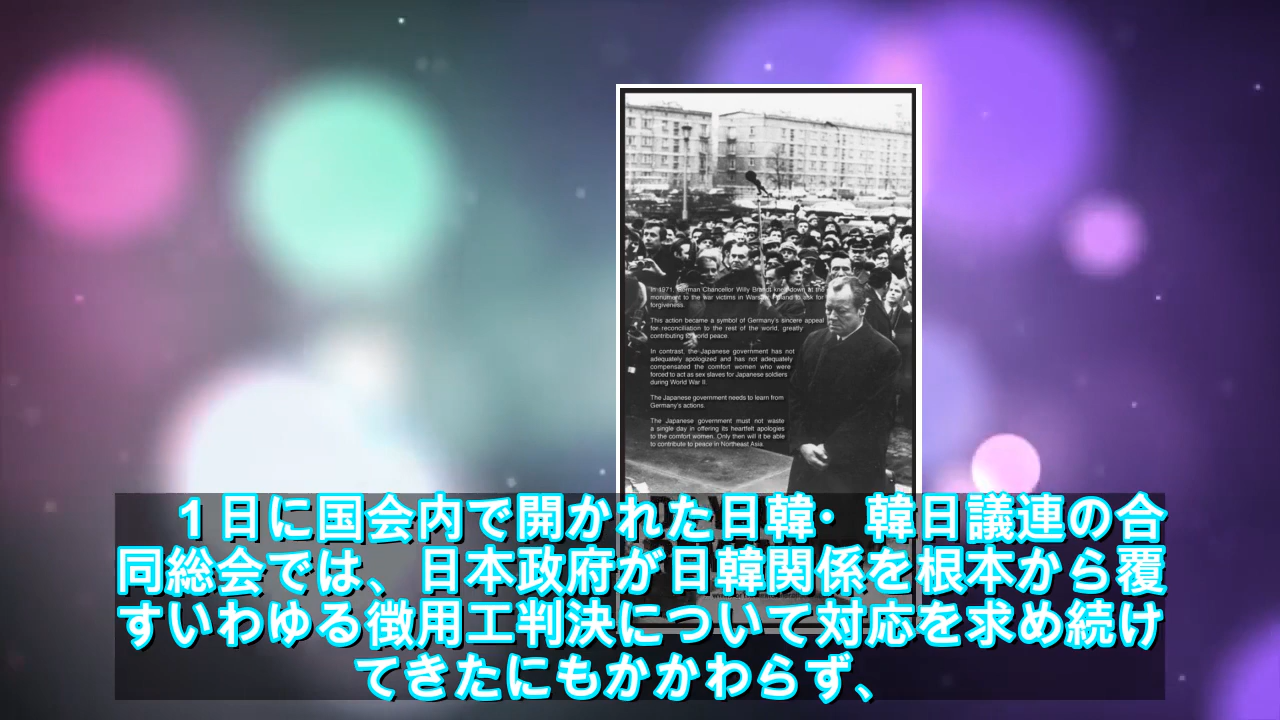 In 1971, German Chancellor Willy Brandt knelt down at the
monument to the war victims in Warsaw Poland to ask for
forgiveness.
This action became a symbol of Germany's sincere appeal
for reconciliation to the rest of the world, greatly
contributing to world peace.
In contrast, the Japanese government has not
adequately apologized and has not adequately
compensated the comfort women who were
forced to act as sex slaves for Japanese soldiers
during World War II.
The Japanese government needs to learn from
Germany's actions.
The Japanese government must not waste
a single day in offering its heartfelt apologies
to the comfort women. Only then will it be able
to contribute to peace in Northeast Asia.
１日に国会内で開かれた日韓・韓日議連の合
同総会では、日本政府が日韓関係を根本から覆
すいわゆる徴用工判決について対応を求め続け
てきたにもかかわらず、